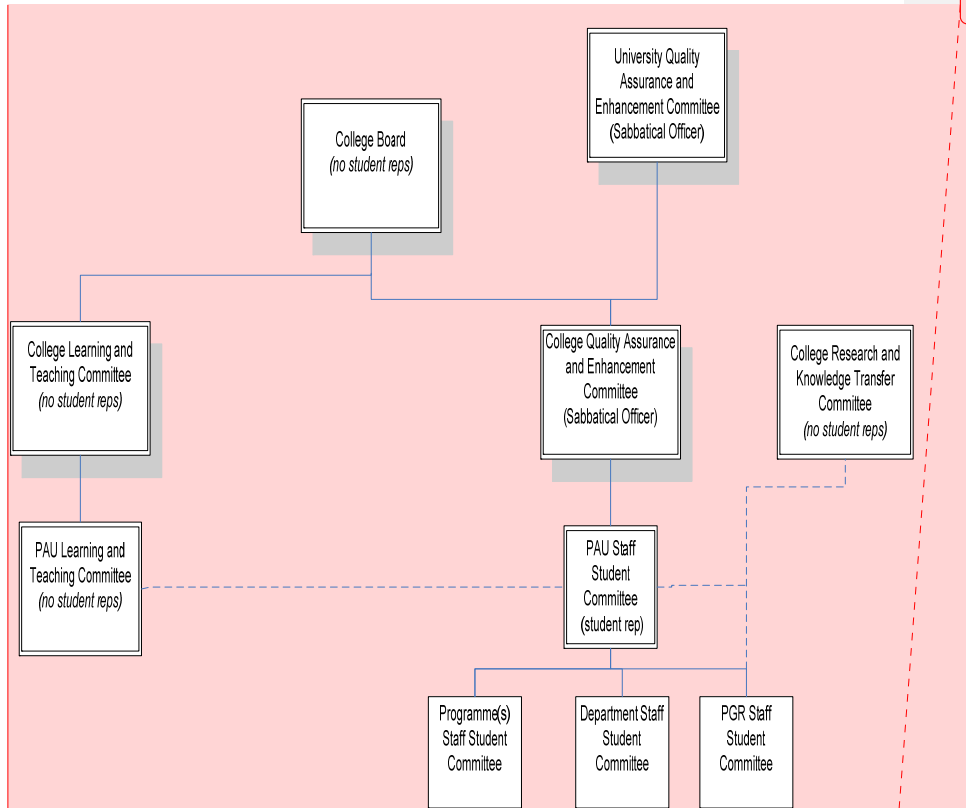 University Quality
Assurance and
Enhancement Committee
(Sabbatical Officer)
College Board
(no student reps)
College Learning and
Teaching Committee
(no student reps)
College Quality Assurance
and Enhancement
Committee
(Sabbatical Officer)
College Research and
Knowledge Transfer
Committee
(no student reps)
PAU Learning and
Teaching Committee
(no student reps)
PAU Staff
Student
Committee
(student rep)
Programme(s)
Staff Student
Committee
Department Staff
Student
Committee
PGR Staff
Student
Committee